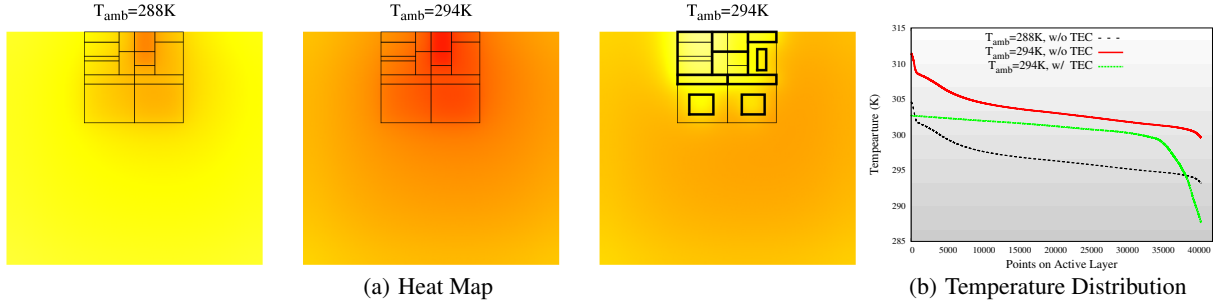 T_amb=288K
T_amb=294K
T_amb=294K
(a) Heat Map
T_amb=288K, w/o TEC
T_amb=294K, w/o TEC
T_amb=294K, w/ TEC
Tempearture (K)
315
310
305
300
295
290
285
0 5000 10000 15000 20000 25000 30000 35000 40000
Points on Active Layer
(b) Temperature Distribution